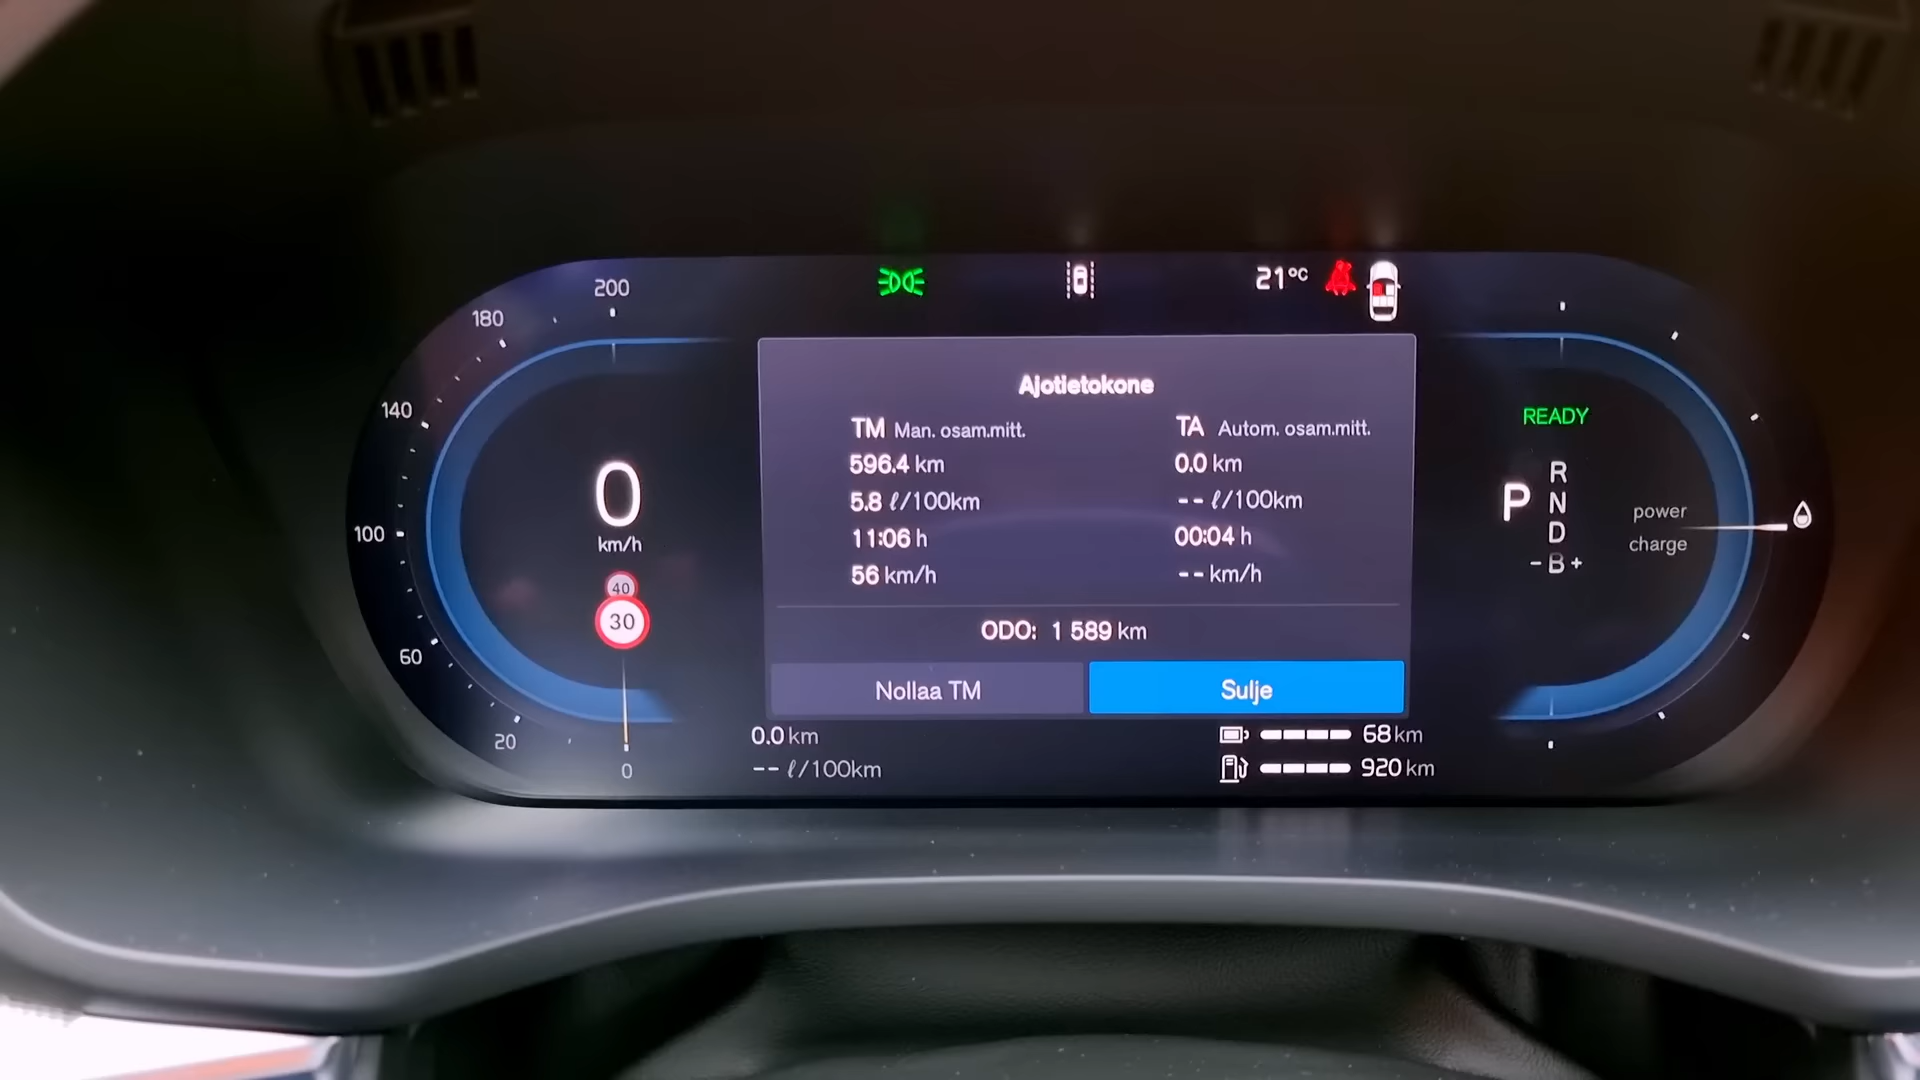 200
180
140
100
60
20
0
0
km/h
40
30
21°C
Ajotietokone
TM Man. osam.mitt.
596.4 km
5.8 ℓ/100km
11:06 h
56 km/h
TA Autom. osam.mitt.
0.0 km
-- ℓ/100km
00:04 h
-- km/h
ODO: 1 589 km
Nollaa TM
Sulje
0.0 km
-- ℓ/100km
68 km
920 km
READY
P
R
N
D
- B +
power
charge